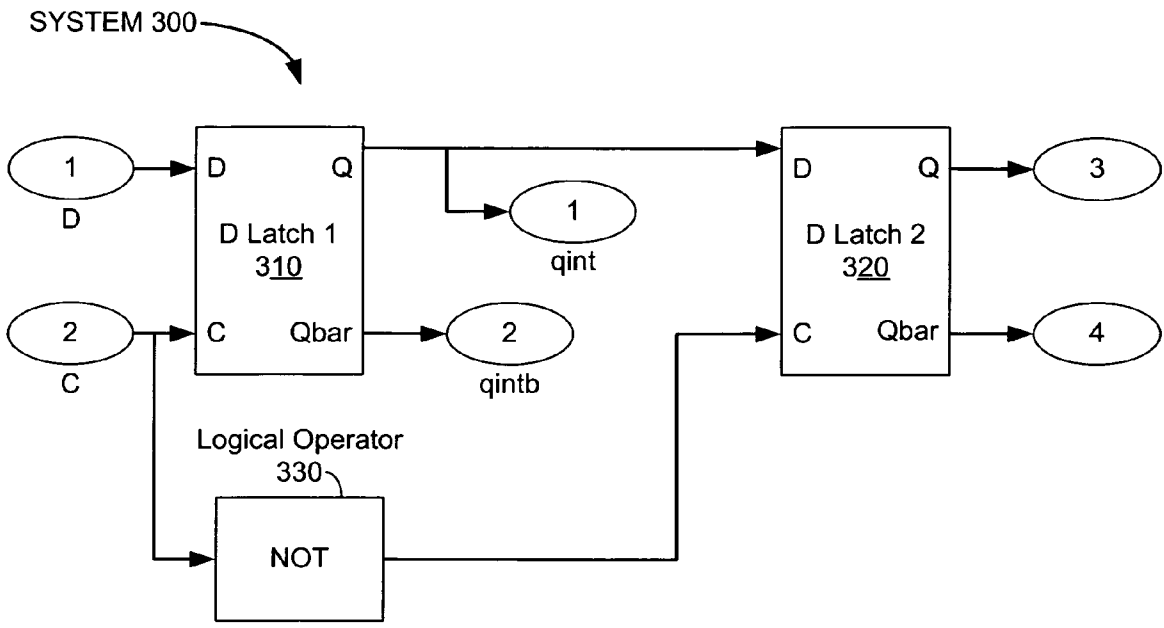 SYSTEM 300
1
D
2
C
D
Q
D Latch 1
310
C
Qbar
1
qint
2
qintb
D
Q
D Latch 2
320
C
Qbar
3
4
Logical Operator
330
NOT